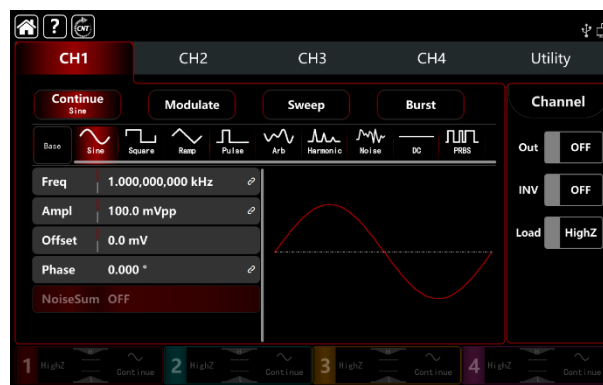 ? CNT
CH1 CH2 CH3 CH4 Utility
Continue Modulate Sweep Burst Channel
Sine
Base Sine Square Ramp Pulse Arb Harmonic Noise DC PRBS
Out OFF
Freq 1.000,000,000 kHz
INV OFF
Ampl 100.0 mVpp
Load HighZ
Offset 0.0 mV
Phase 0.000 °
NoiseSum OFF
1 HighZ Continue 2 HighZ Continue 3 HighZ Continue 4 HighZ Continue